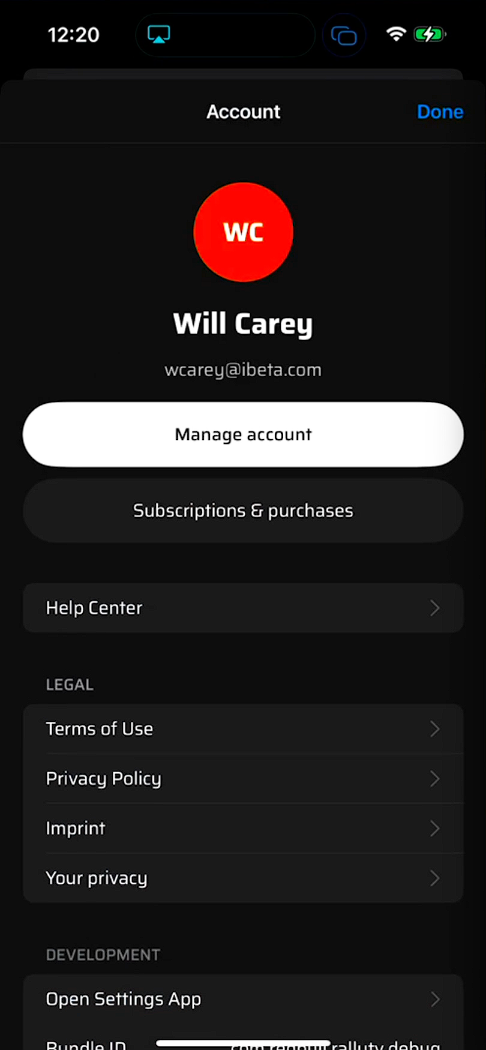 12:20
Account
Done
WC
Will Carey
wcarey@ibeta.com
Manage account
Subscriptions & purchases
Help Center
LEGAL
Terms of Use
Privacy Policy
Imprint
Your privacy
DEVELOPMENT
Open Settings App
Bundle ID